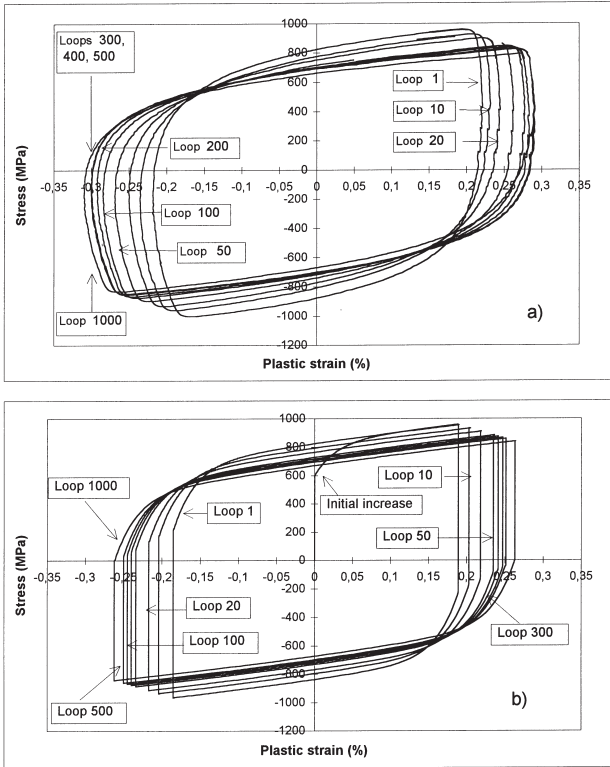 1000
800
600
400
200
0
-200
-400
-600
-800
-1000
-1200
-0,35
-0,3
-0,25
-0,2
-0,15
-0,1
-0,05
0
0,05
0,1
0,15
0,2
0,25
0,3
0,35
Stress (MPa)
Loops 300,
400, 500
Loop 1
Loop 10
Loop 20
Loop 200
Loop 100
Loop 50
Loop 1000
a)
Plastic strain (%)
1000
800
600
400
200
0
-200
-400
-600
-800
-1000
-1200
-0,35
-0,3
-0,25
-0,2
-0,15
-0,1
-0,05
0
0,05
0,1
0,15
0,2
0,25
0,3
0,35
Stress (MPa)
Loop 1000
Loop 1
Loop 10
Initial increase
Loop 50
Loop 20
Loop 100
Loop 300
Loop 500
b)
Plastic strain (%)